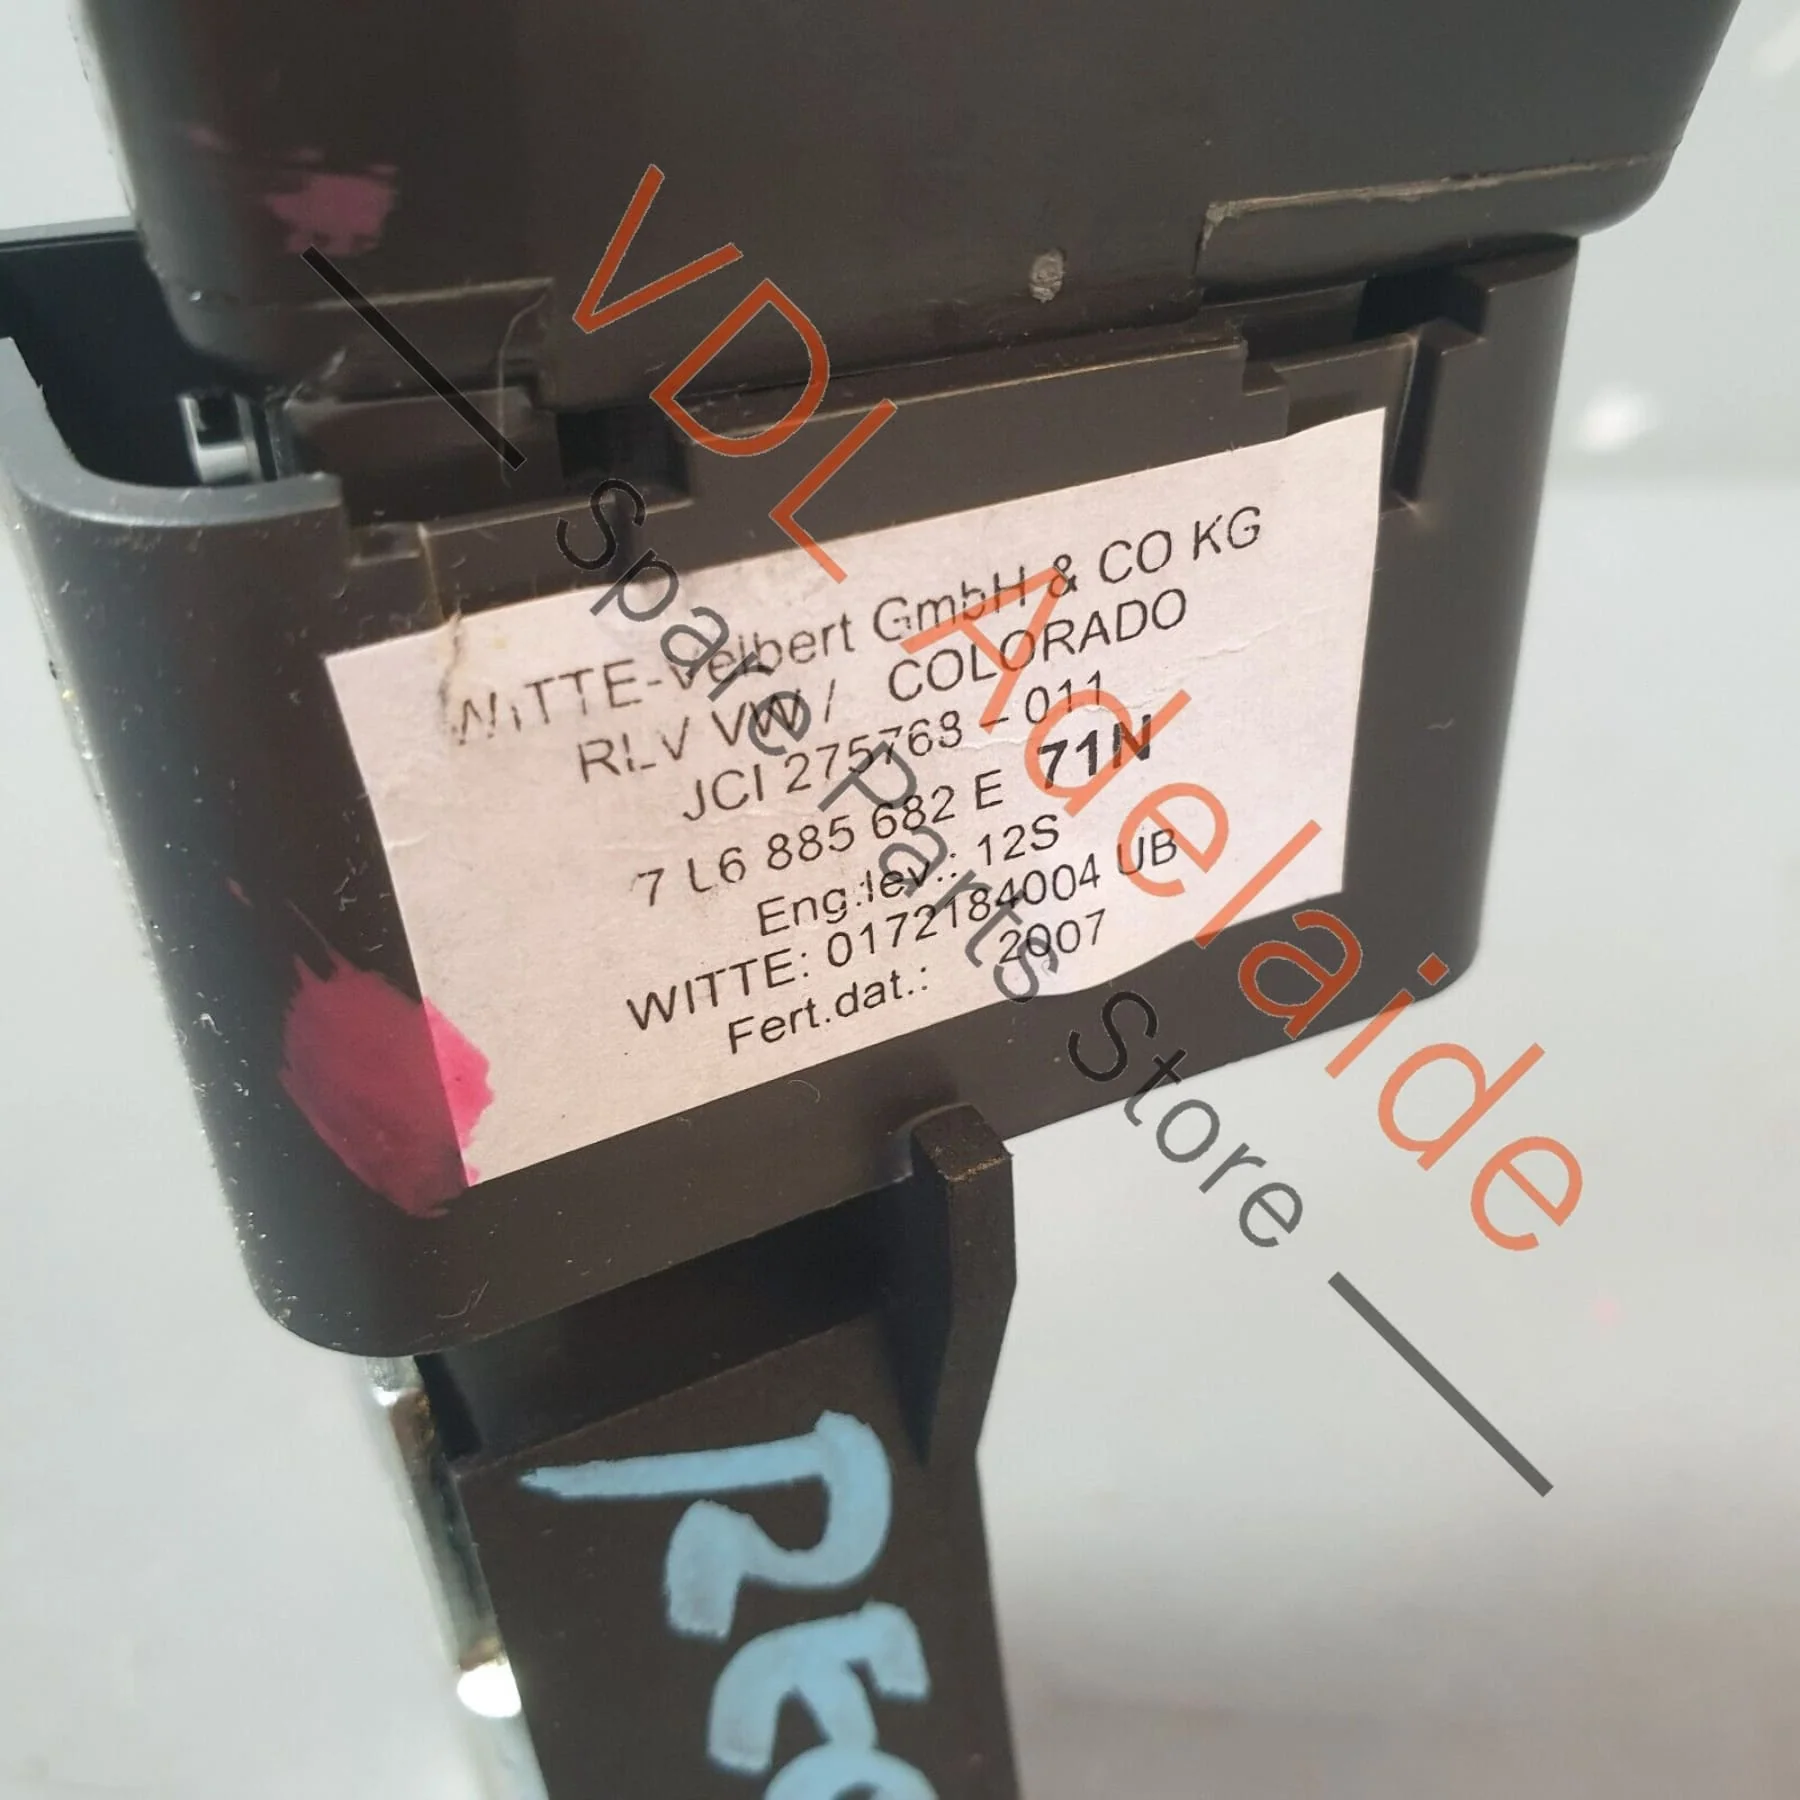 WITTE-Velbert GmbH & CO KG
RLV VW / COLORADO
JCI 275763 - 011
7 L6 885 682 E 71N
Eng.lev.: 12S
WITTE: 0172184004 UB
Fert.dat.: 2007
VDL Adelaide
Spare Parts Store